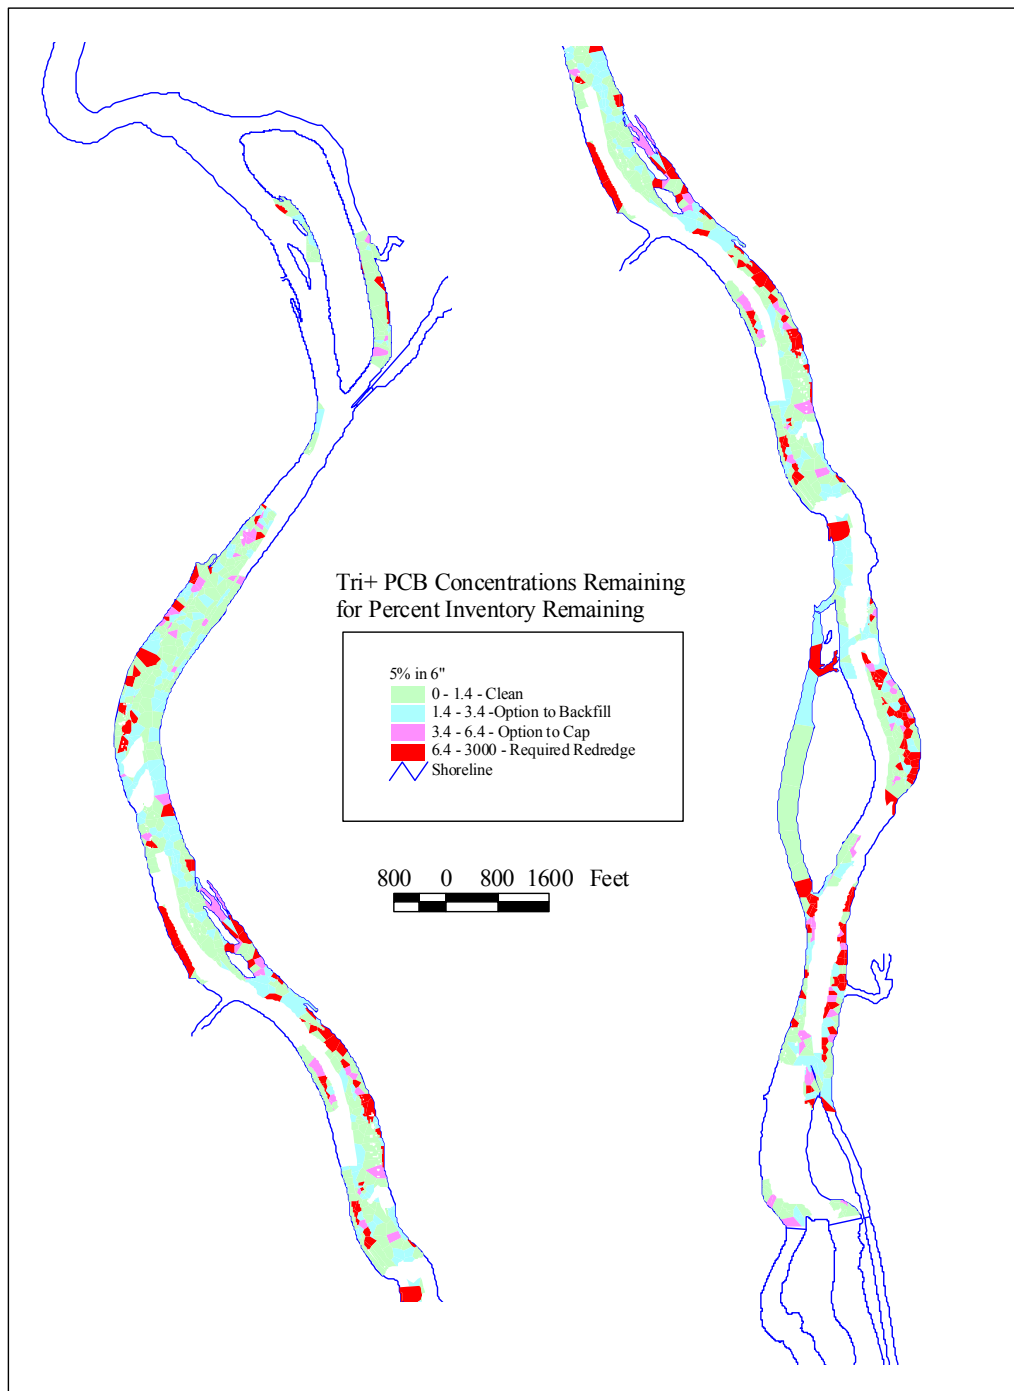 Tri+ PCB Concentrations Remaining
for Percent Inventory Remaining
5% in 6"
0 - 1.4 - Clean
1.4 - 3.4 -Option to Backfill
3.4 - 6.4 - Option to Cap
6.4 - 3000 - Required Redredge
Shoreline
800 0 800 1600 Feet